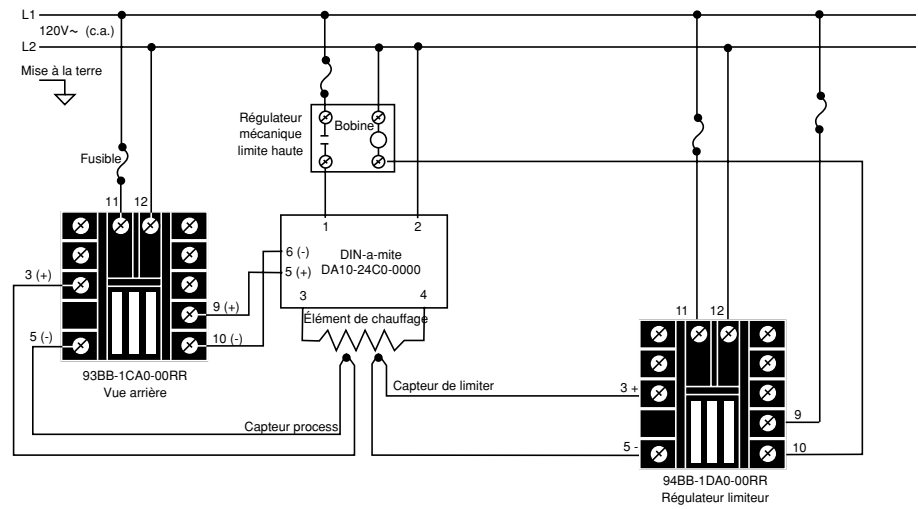 L1
120V~ (c.a.)
L2
Mise à la terre
Fusible
11
12
3 (+)
5 (-)
9 (+)
10 (-)
93BB-1CA0-00RR
Vue arrière
Régulateur
mécanique
limite haute
Bobine
1
2
6 (-)
5 (+)
DIN-a-mite
DA10-24C0-0000
3
4
Élément de chauffage
Capteur process
Capteur de limiter
11
12
3 +
5 -
9
10
94BB-1DA0-00RR
Régulateur limiteur